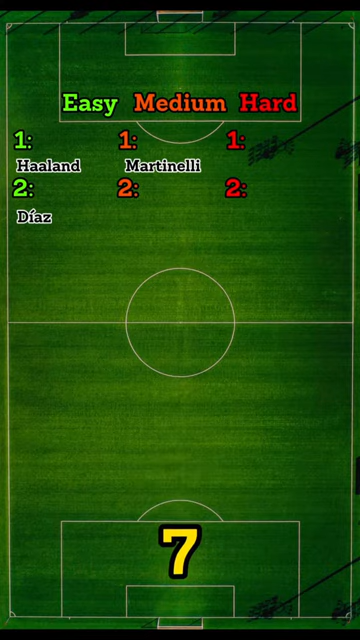 Easy Medium Hard
1: 1: 1:
Haaland Martinelli
2: 2: 2:
Díaz
7